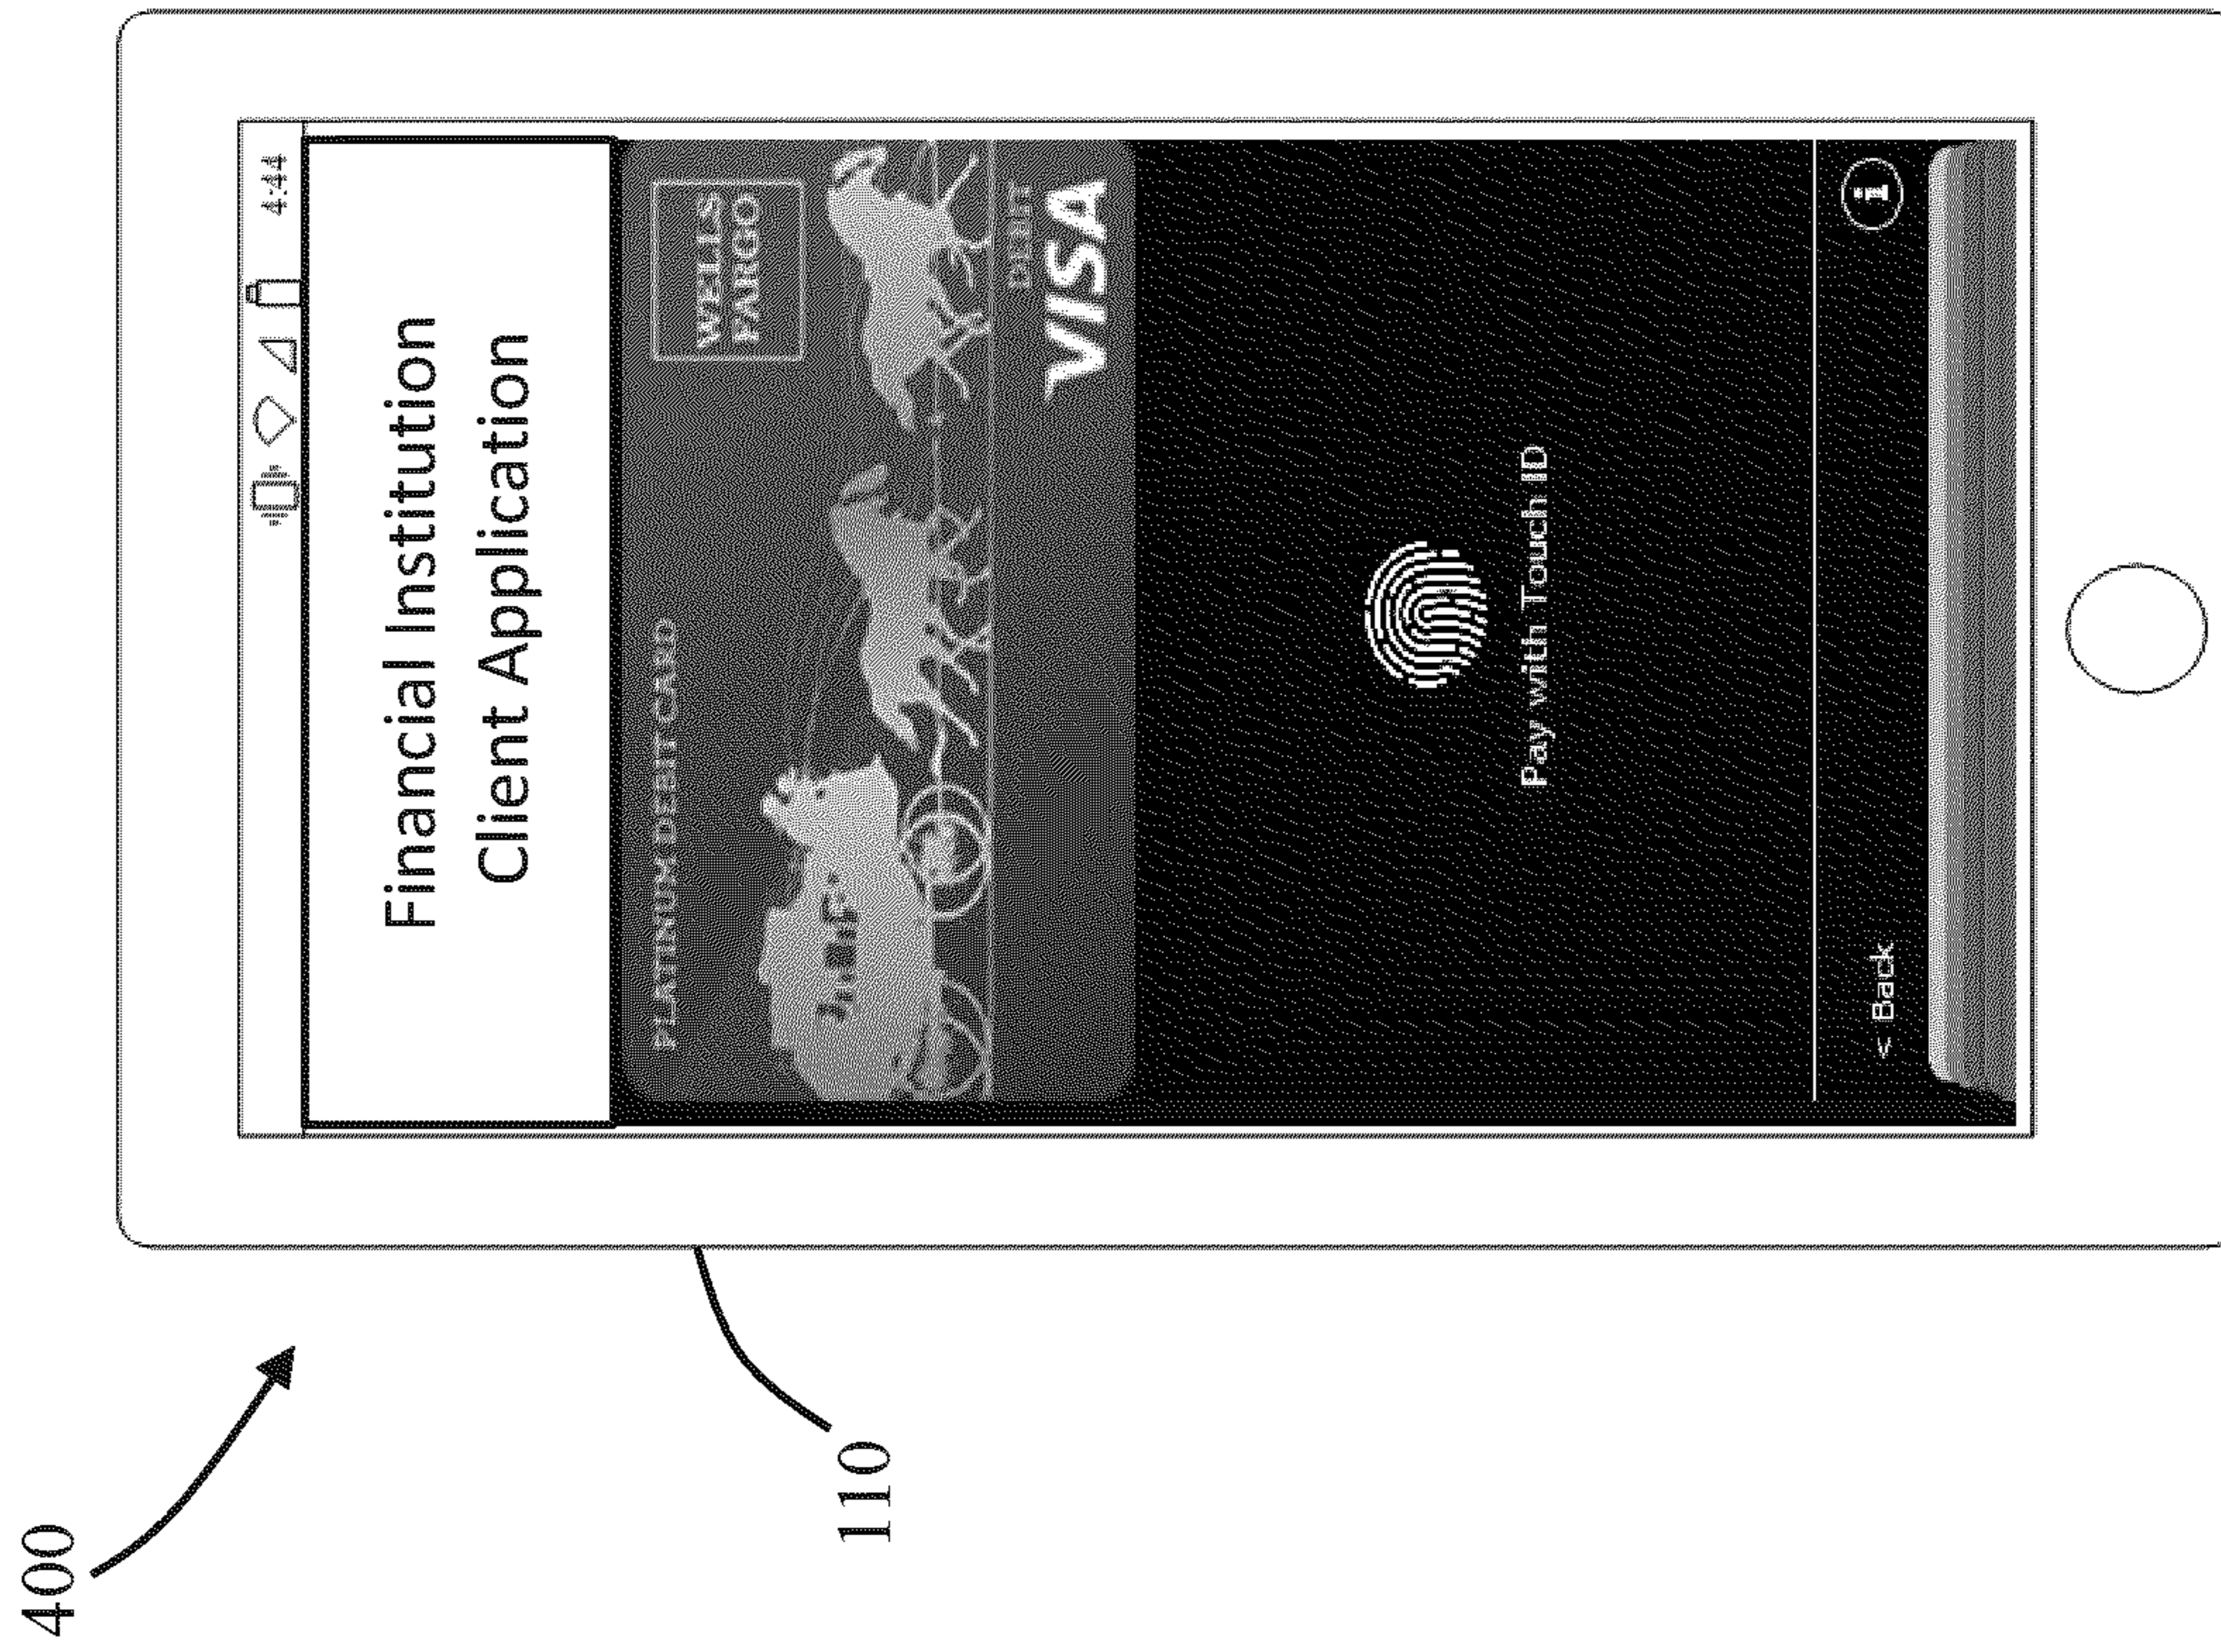 400
110
4:44
Financial Institution
Client Application
PLATINUM DEBIT CARD
WELLS
FARGO
DEBIT
VISA
Pay with Touch ID
< Back
i